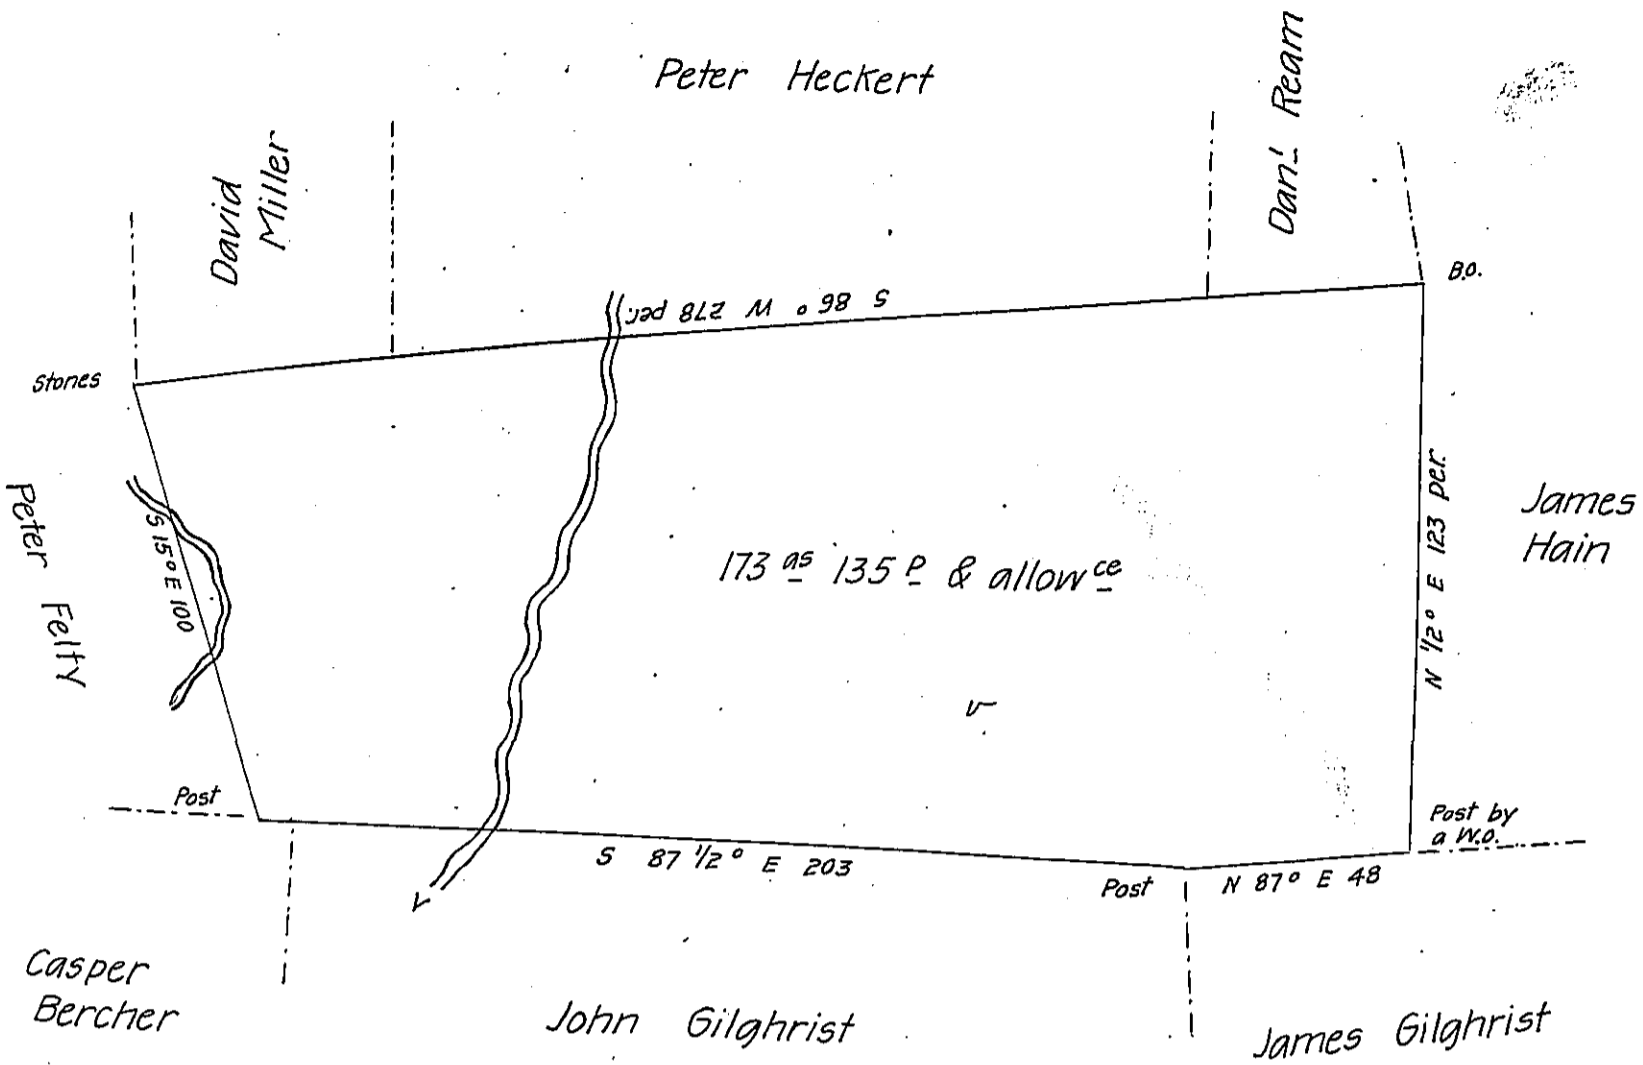 Peter Heckert
Dan'l Ream
David
Miller
B.O.
S 86° W 278 per.
Stones
Peter Felty
S 15° E 100
173 as 135 P & allowce
N 1/2° E 123 per.
James
Hain
Post
Post by
a W.O.
S 87 1/2° E 203
Post
N 87° E 48
Casper
Bercher
John Gilghrist
James Gilghrist